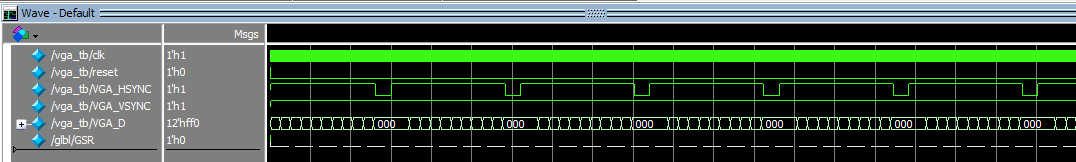 Wave - Default
Msgs
/vga_tb/clk 1'h1
/vga_tb/reset 1'h0
/vga_tb/VGA_HSYNC 1'h1
/vga_tb/VGA_VSYNC 1'h1
/vga_tb/VGA_D 12'hff0 000 000 000 000 000 000
/glbl/GSR 1'h0